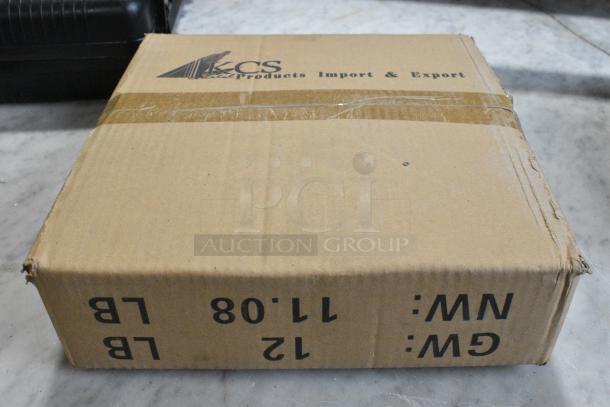 KCS
Products Import & Export
PCI
AUCTION GROUP
GW: 12 LB
NW: 11.08 LB